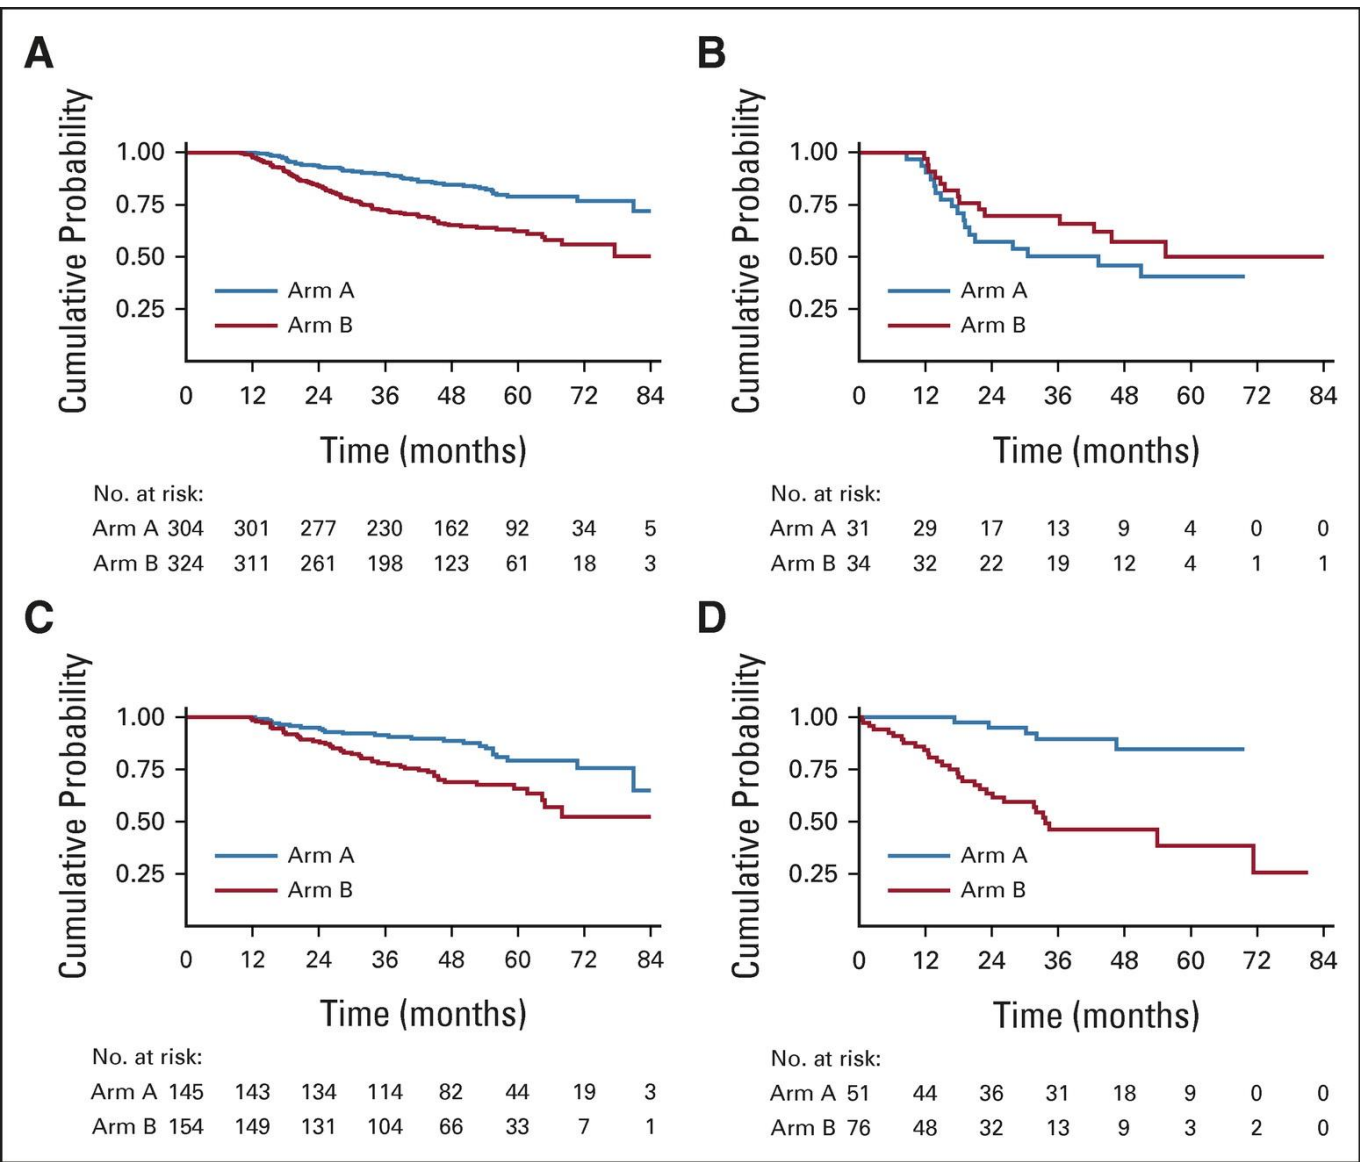 A
Cumulative Probability
1.00
0.75
0.50
0.25
Arm A
Arm B
0 12 24 36 48 60 72 84
Time (months)
No. at risk:
Arm A 304 301 277 230 162 92 34 5
Arm B 324 311 261 198 123 61 18 3
B
Cumulative Probability
1.00
0.75
0.50
0.25
Arm A
Arm B
0 12 24 36 48 60 72 84
Time (months)
No. at risk:
Arm A 31 29 17 13 9 4 0 0
Arm B 34 32 22 19 12 4 1 1
C
Cumulative Probability
1.00
0.75
0.50
0.25
Arm A
Arm B
0 12 24 36 48 60 72 84
Time (months)
No. at risk:
Arm A 145 143 134 114 82 44 19 3
Arm B 154 149 131 104 66 33 7 1
D
Cumulative Probability
1.00
0.75
0.50
0.25
Arm A
Arm B
0 12 24 36 48 60 72 84
Time (months)
No. at risk:
Arm A 51 44 36 31 18 9 0 0
Arm B 76 48 32 13 9 3 2 0